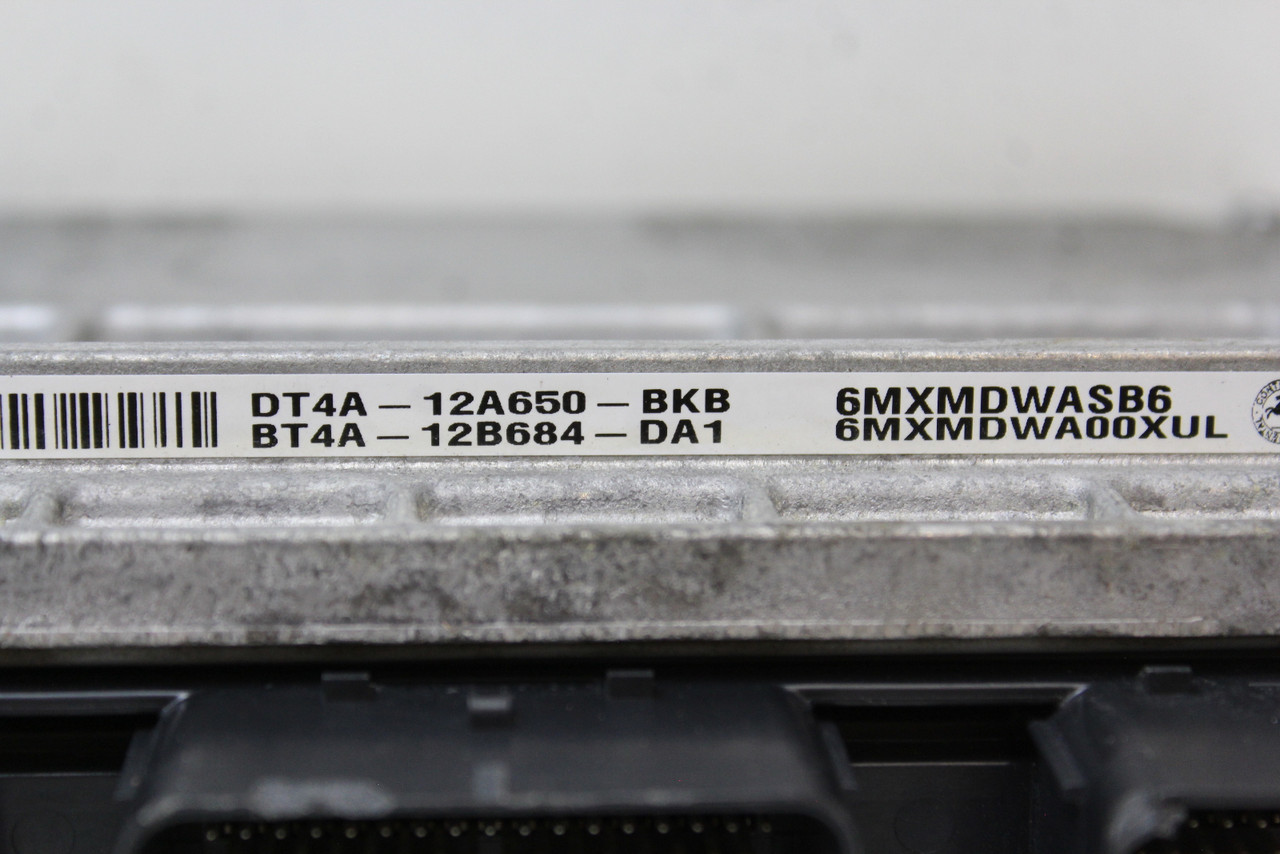 DT4A – 12A650 – BKB 6MXMDWASB6
BT4A – 12B684 – DA1 6MXMDWA00XUL